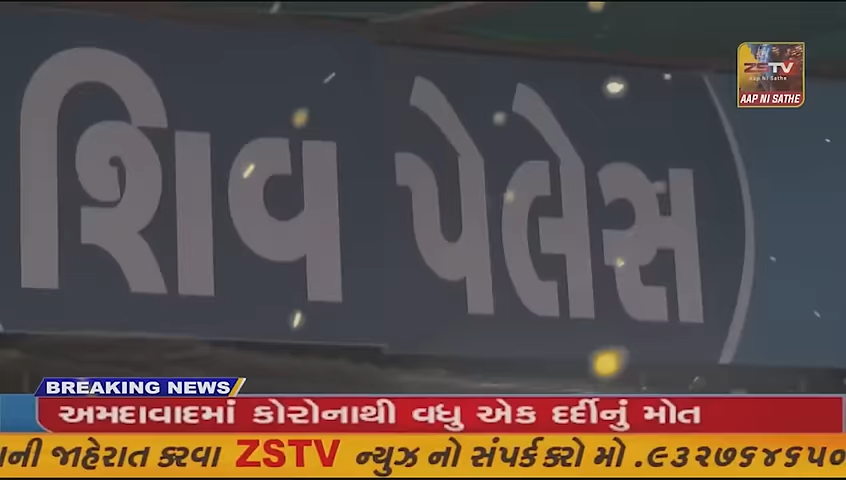 શિવ પેલેસ)
ZSTV
Aap Ni Sathe
AAP NI SATHE
BREAKING NEWS
અમદાવાદમાં કોરોનાથી વધુ એક દર્દીનું મોત
ની જાહેરાત કરવા ZSTV ન્યુઝ નો સંપર્ક કરો મો .૯૩૨૭૬૪૬૫૦